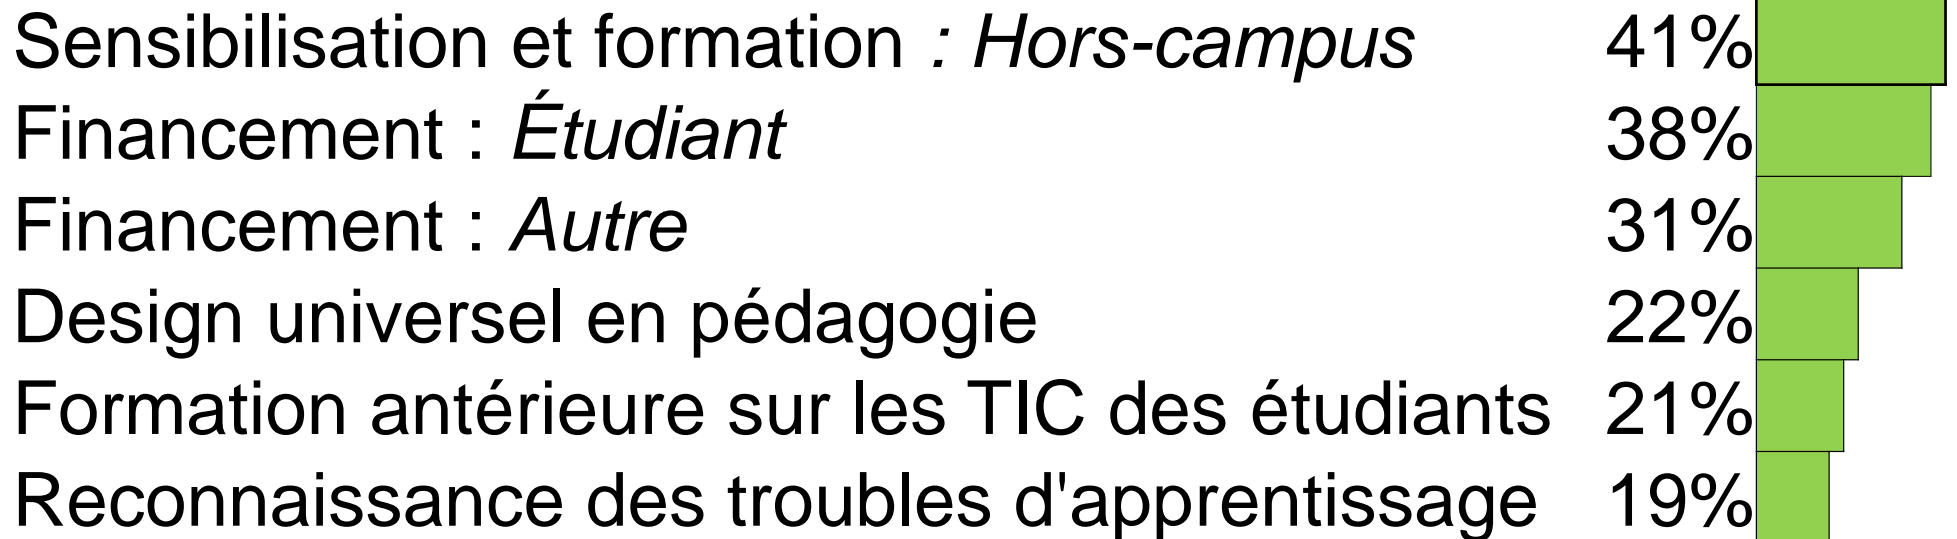 Sensibilisation et formation : Hors-campus 41%
Financement : Étudiant 38%
Financement : Autre 31%
Design universel en pédagogie 22%
Formation antérieure sur les TIC des étudiants 21%
Reconnaissance des troubles d'apprentissage 19%